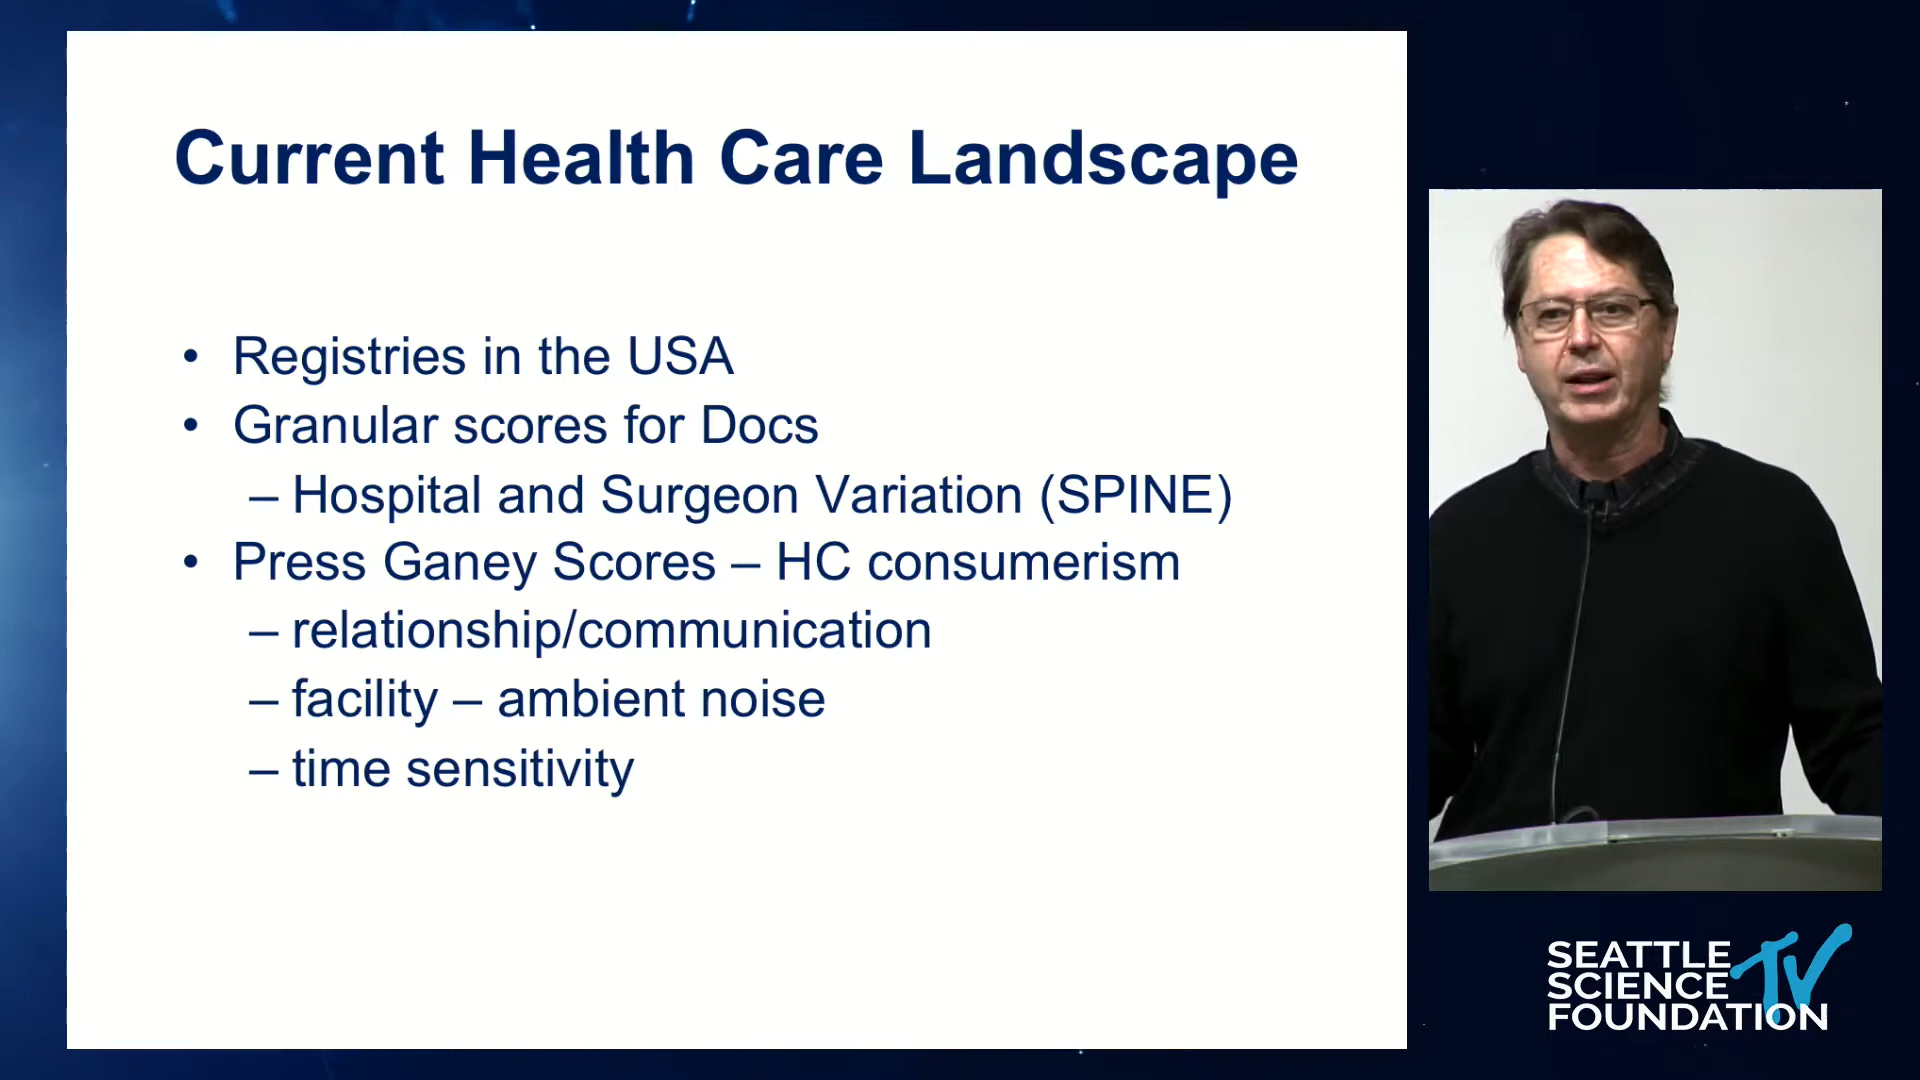 Current Health Care Landscape
• Registries in the USA
• Granular scores for Docs
– Hospital and Surgeon Variation (SPINE)
• Press Ganey Scores – HC consumerism
– relationship/communication
– facility – ambient noise
– time sensitivity
SEATTLE
SCIENCE
FOUNDATION
TV